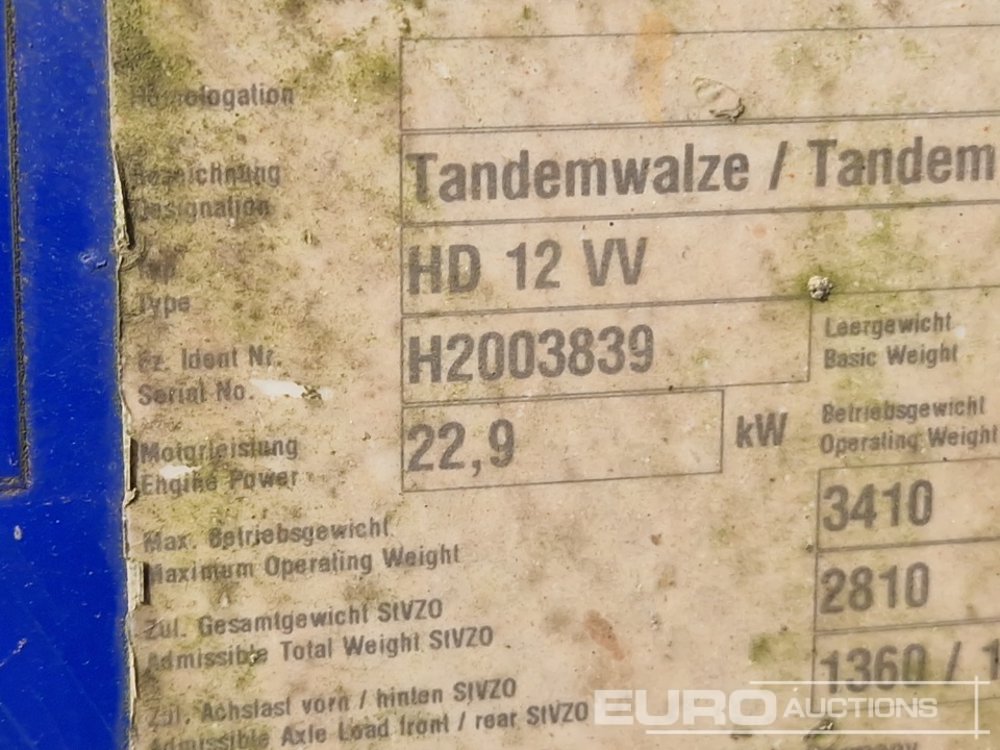 Homologation
Bezeichnung
Designation
Tandemwalze / Tandem
Typ
Type
HD 12 VV
Fz. Ident Nr.
Serial No.
H2003839
Leergewicht
Basic Weight
Motorleistung
Engine Power
22,9
kW
Betriebsgewicht
Operating Weight
Max. Betriebsgewicht
Maximum Operating Weight
3410
Zul. Gesamtgewicht StVZO
Admissible Total Weight StVZO
2810
Zul. Achslast vorn / hinten StVZO
Admissible Axle Load front / rear StVZO
1360 / 1
EURO AUCTIONS